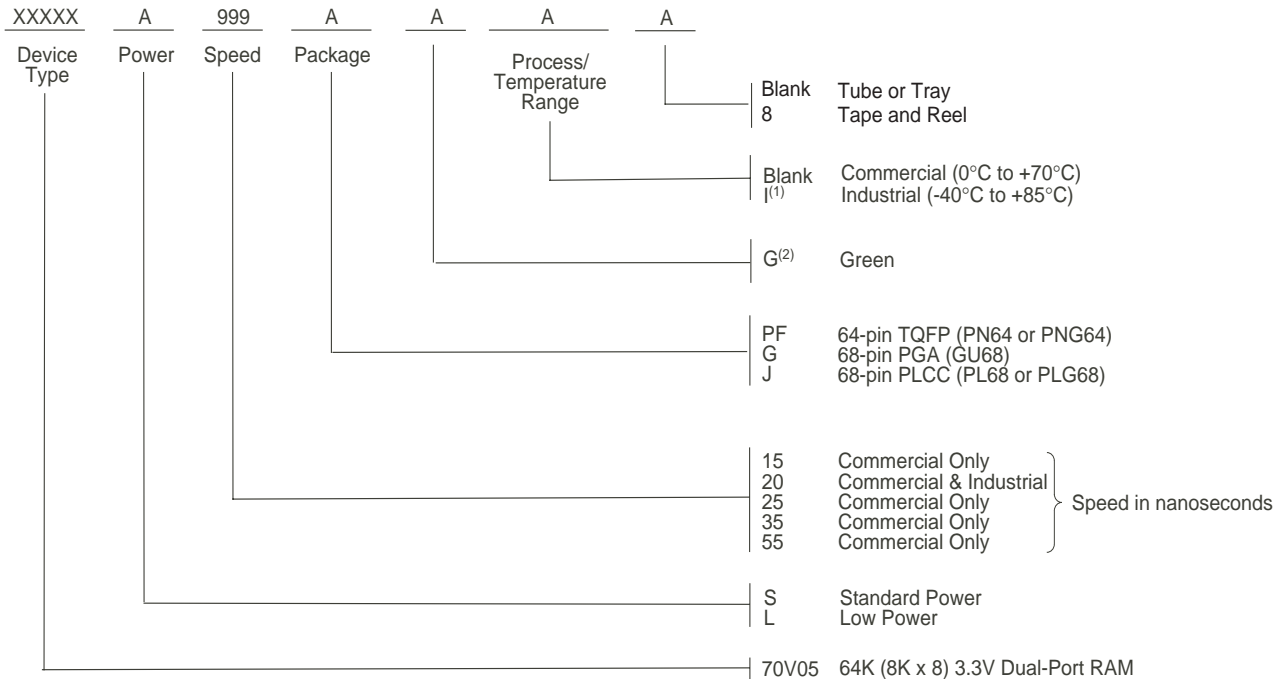 XXXXX A 999 A A A A
Device Type
Power
Speed
Package
Process/
Temperature
Range
Blank Tube or Tray
8 Tape and Reel
Blank Commercial (0°C to +70°C)
I(1) Industrial (-40°C to +85°C)
G(2) Green
PF 64-pin TQFP (PN64 or PNG64)
G 68-pin PGA (GU68)
J 68-pin PLCC (PL68 or PLG68)
15 Commercial Only
20 Commercial & Industrial
25 Commercial Only
35 Commercial Only
55 Commercial Only
Speed in nanoseconds
S Standard Power
L Low Power
70V05 64K (8K x 8) 3.3V Dual-Port RAM